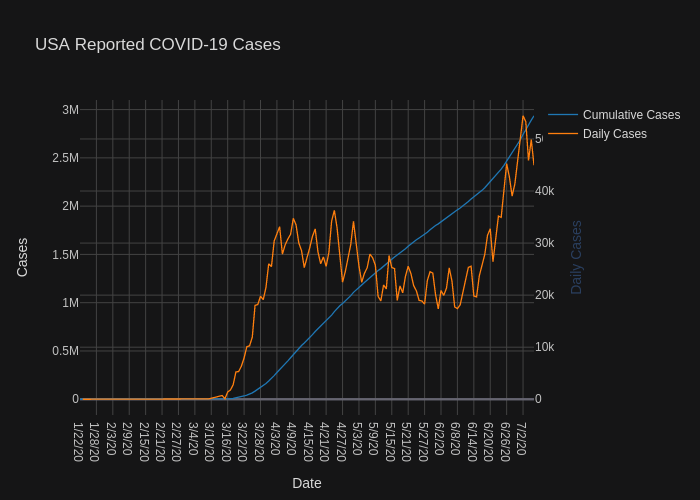 USA Reported COVID-19 Cases
Cumulative Cases
Daily Cases
3M
2.5M
2M
1.5M
1M
0.5M
0
Cases
40k
30k
20k
10k
0
Daily Cases
1/22/20
1/28/20
2/3/20
2/9/20
2/15/20
2/21/20
2/27/20
3/4/20
3/10/20
3/16/20
3/22/20
3/28/20
4/3/20
4/9/20
4/15/20
4/21/20
4/27/20
5/3/20
5/9/20
5/15/20
5/21/20
5/27/20
6/2/20
6/8/20
6/14/20
6/20/20
6/26/20
7/2/20
Date